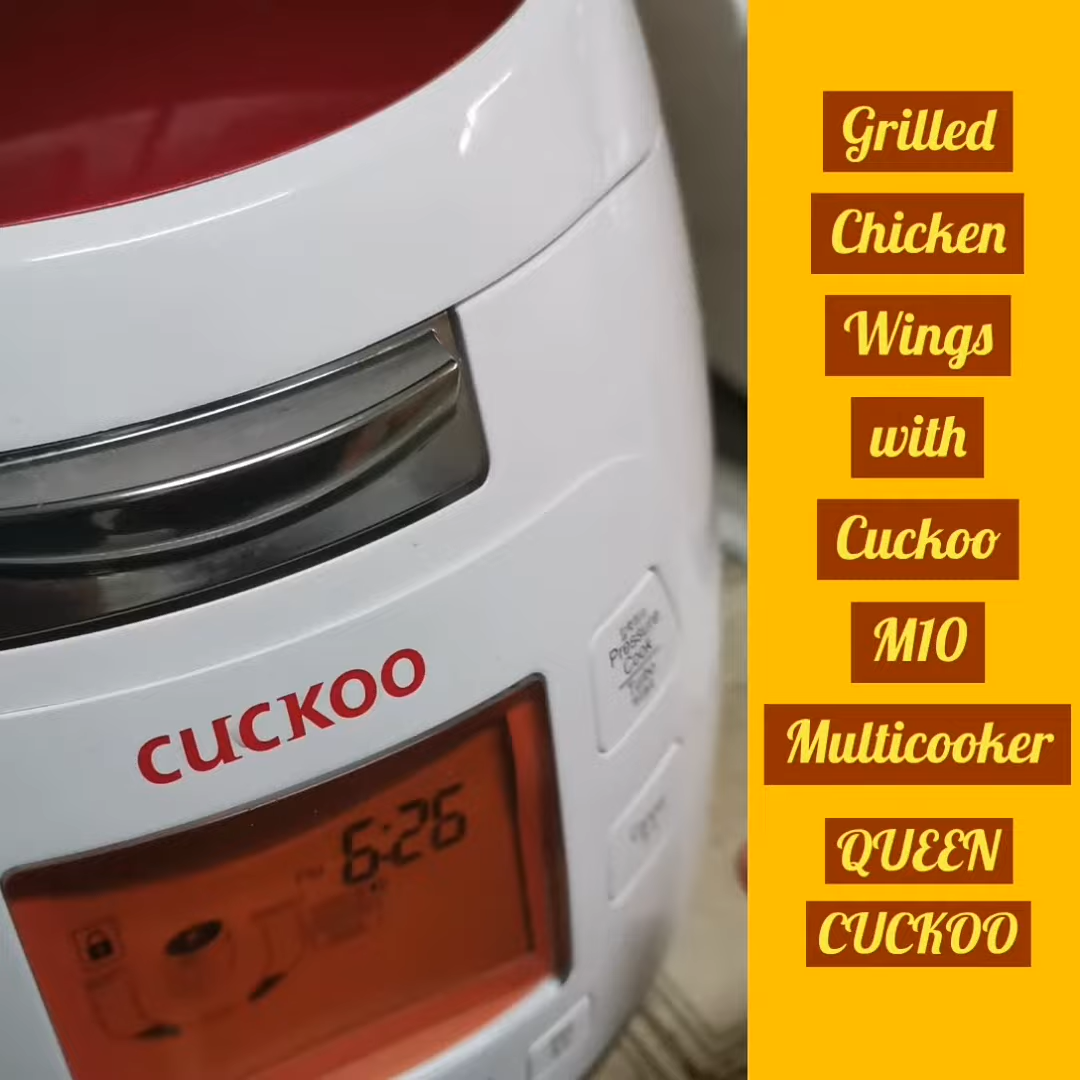 CUCKOO
6:26
Pressure
Cook
Grilled
Chicken
Wings
with
Cuckoo
M10
Multicooker
QUEEN
CUCKOO